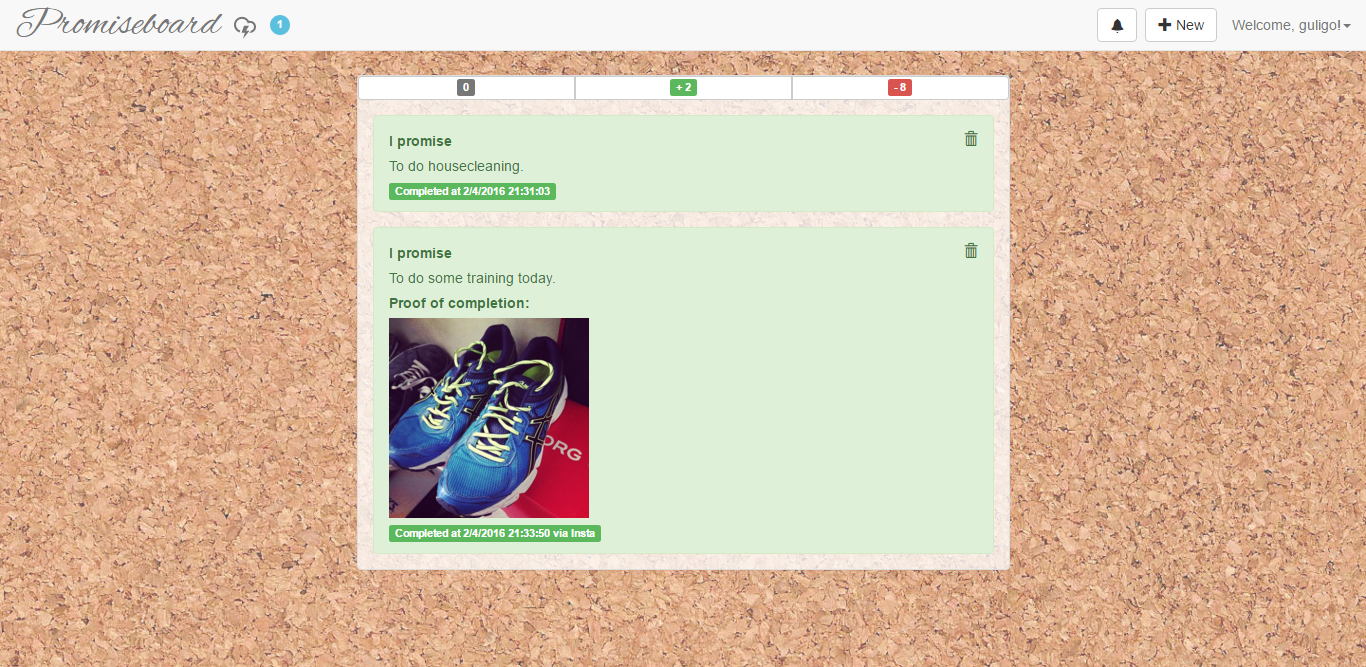 Promiseboard 1 New Welcome, guligo!
0 + 2 - 8
I promise
To do housecleaning.
Completed at 2/4/2016 21:31:03
I promise
To do some training today.
Proof of completion:
ORG
Completed at 2/4/2016 21:33:50 via Insta